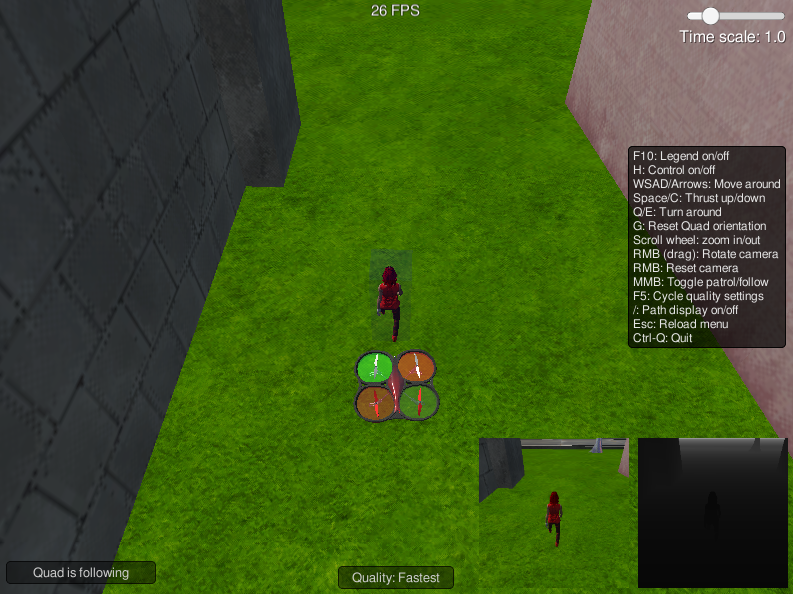 26 FPS
Time scale: 1.0
F10: Legend on/off
H: Control on/off
WSAD/Arrows: Move around
Space/C: Thrust up/down
Q/E: Turn around
G: Reset Quad orientation
Scroll wheel: zoom in/out
RMB (drag): Rotate camera
RMB: Reset camera
MMB: Toggle patrol/follow
F5: Cycle quality settings
/: Path display on/off
Esc: Reload menu
Ctrl-Q: Quit
Quad is following
Quality: Fastest